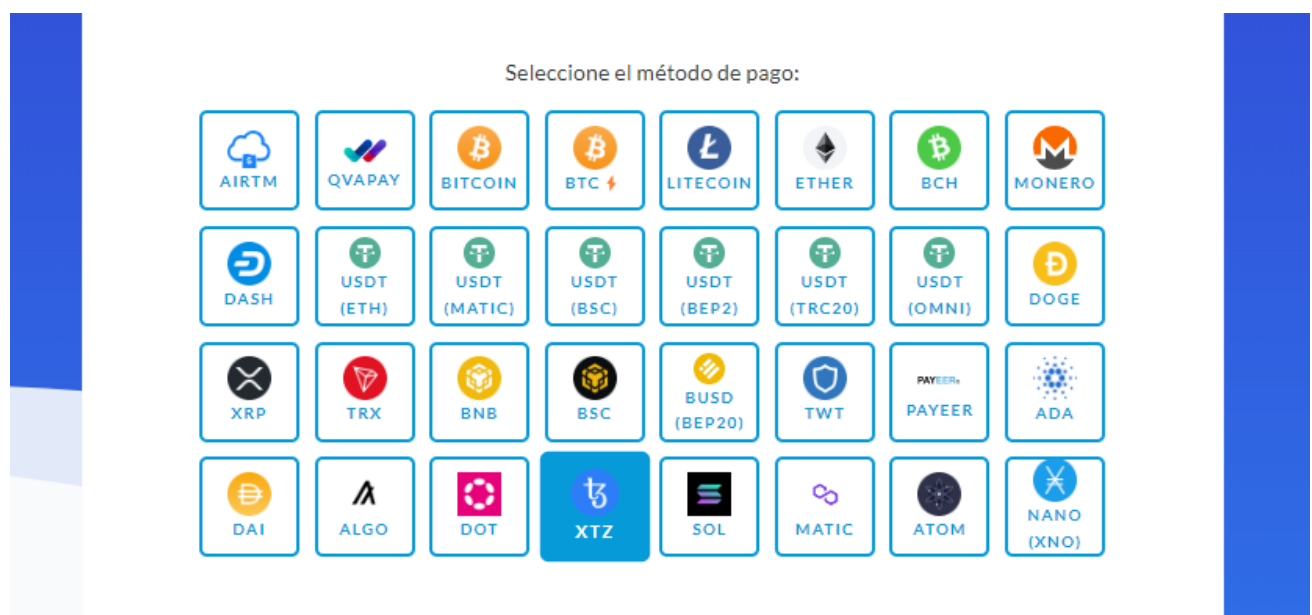 Seleccione el método de pago:
AIRTM
QVAPAY
BITCOIN
BTC
LITECOIN
ETHER
BCH
MONERO
DASH
USDT
(ETH)
USDT
(MATIC)
USDT
(BSC)
USDT
(BEP2)
USDT
(TRC20)
USDT
(OMNI)
DOGE
XRP
TRX
BNB
BSC
BUSD
(BEP20)
TWT
PAYEER
PAYEER
ADA
DAI
ALGO
DOT
XTZ
SOL
MATIC
ATOM
NANO
(XNO)